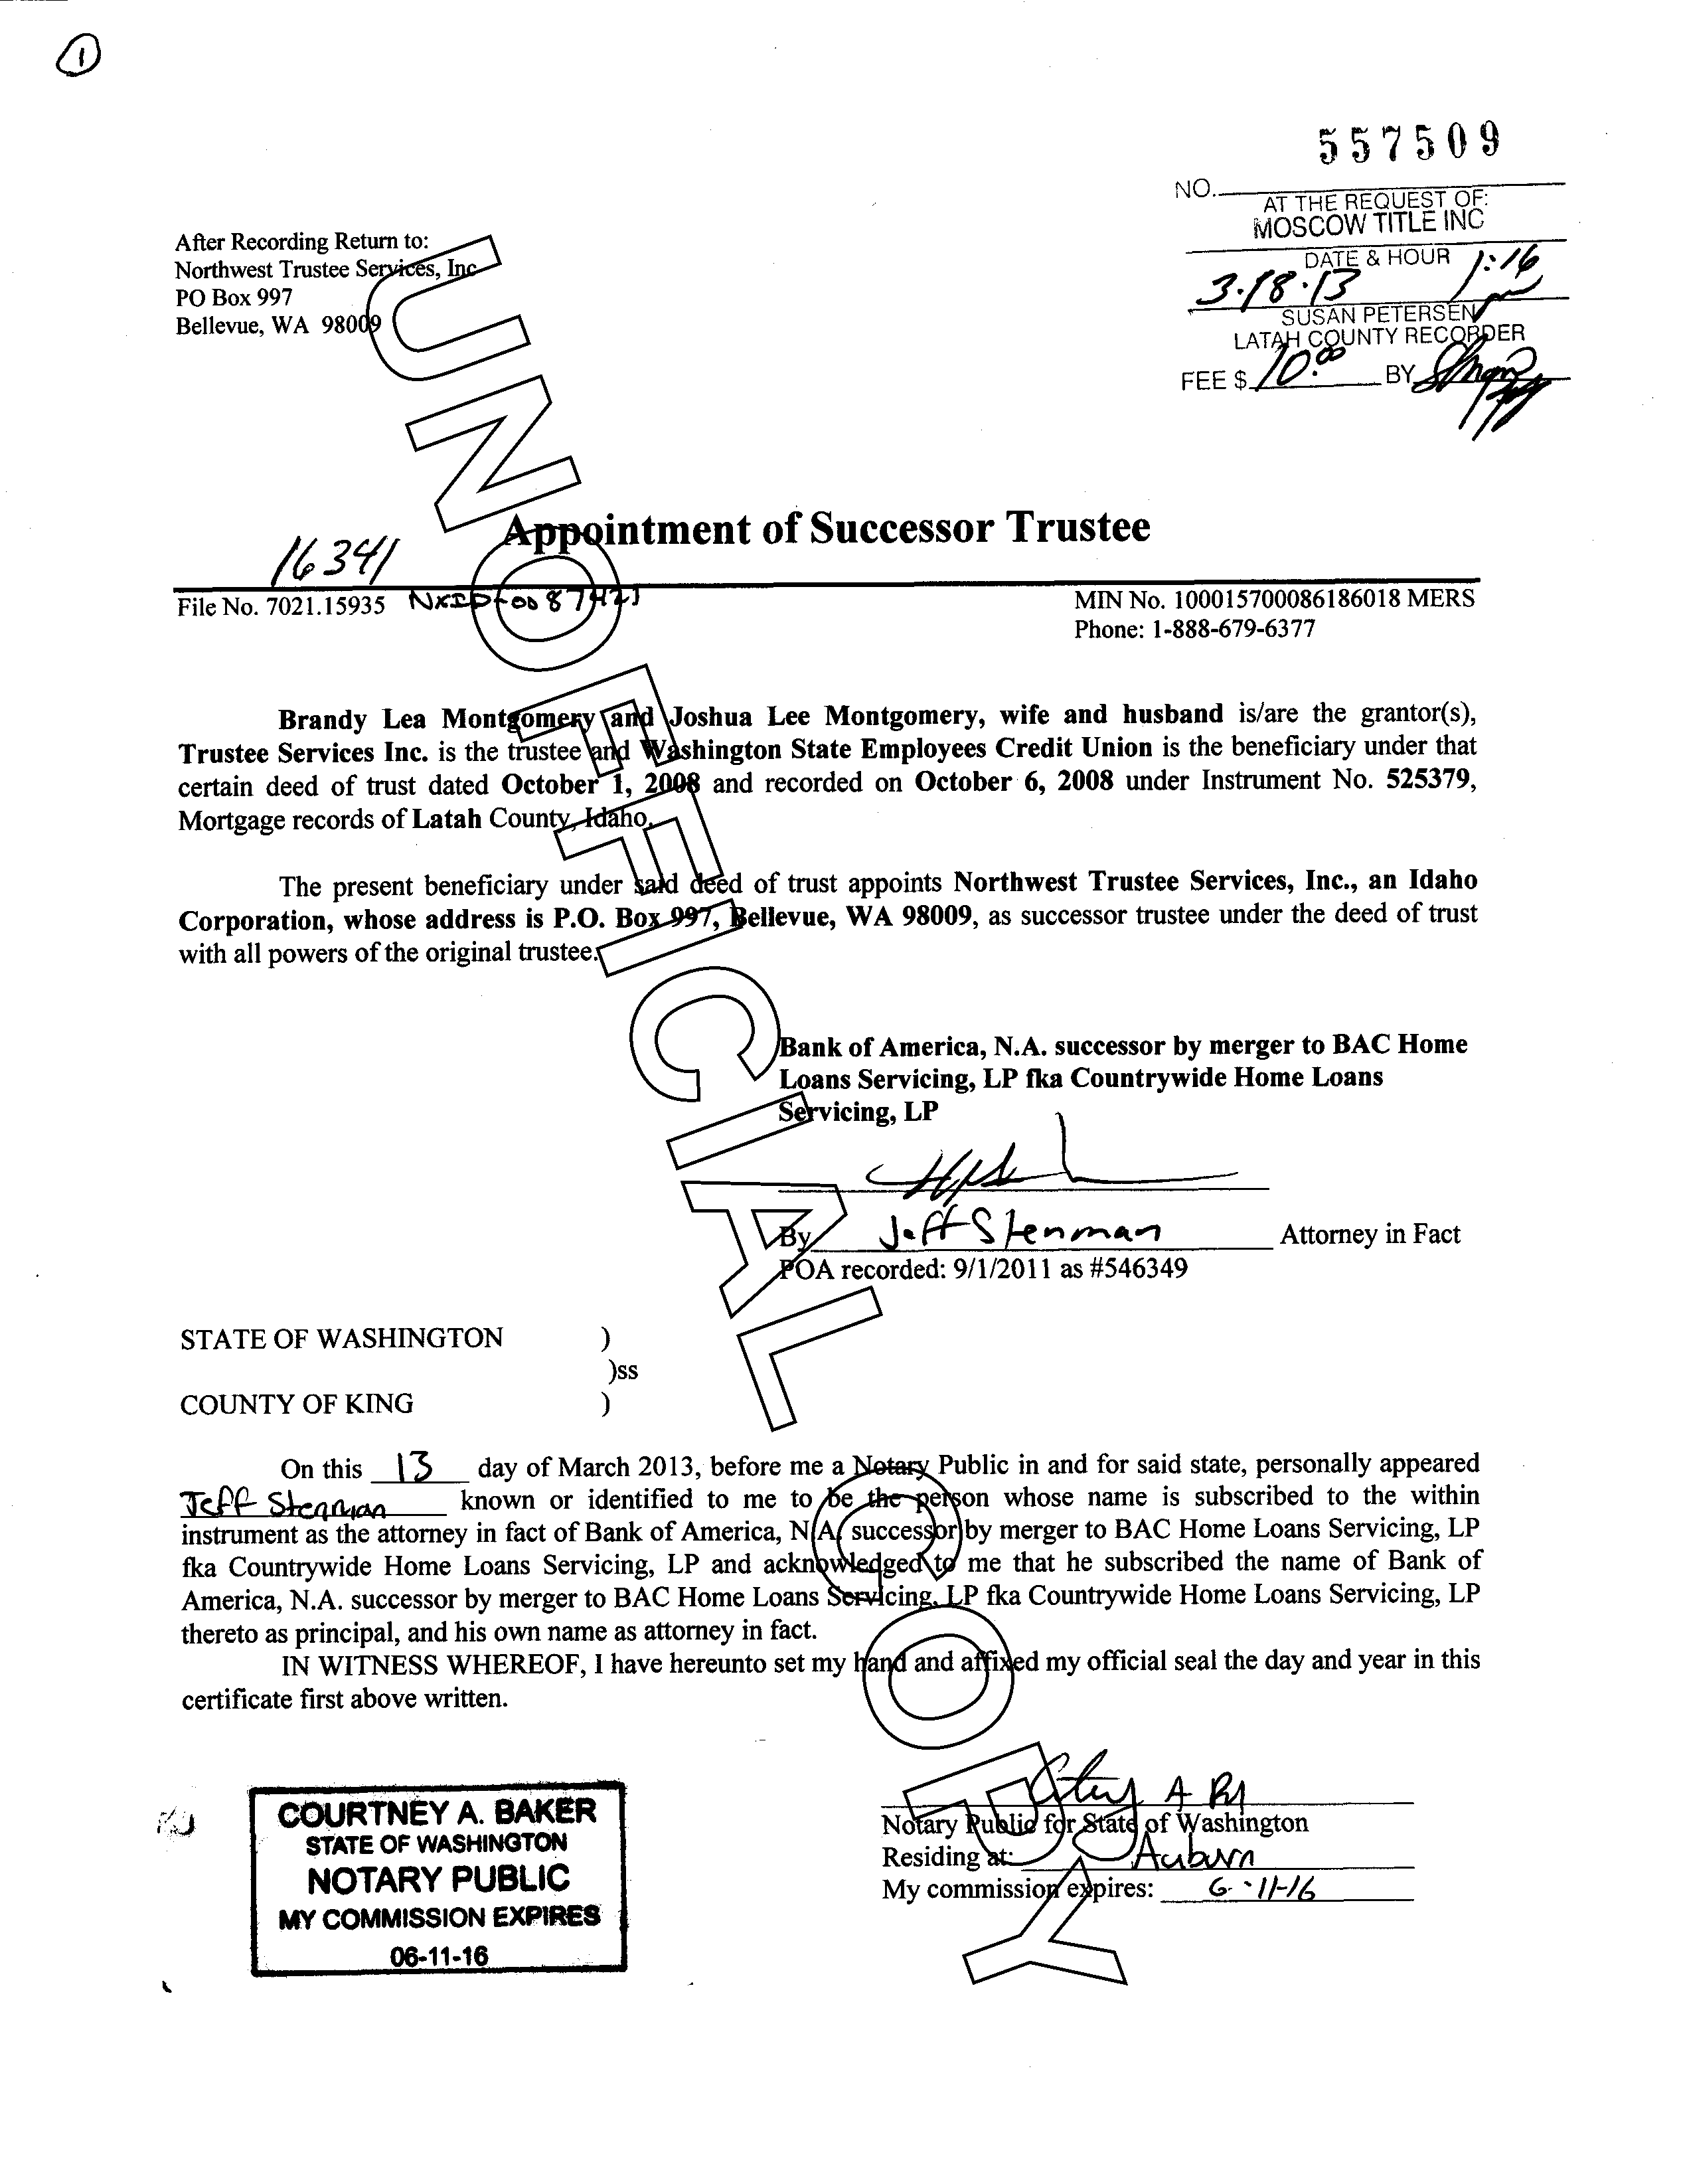 1
557509
NO.
AT THE REQUEST OF:
MOSCOW TITLE INC
DATE & HOUR
3·18·13 1:16
SUSAN PETERSEN
LATAH COUNTY RECORDER
FEE $ 10.00 BY
After Recording Return to:
Northwest Trustee Services, Inc
PO Box 997
Bellevue, WA 98009
Appointment of Successor Trustee
16341
File No. 7021.15935
MIN No. 100015700086186018 MERS
Phone: 1-888-679-6377
Brandy Lea Montgomery and Joshua Lee Montgomery, wife and husband is/are the grantor(s),
Trustee Services Inc. is the trustee and Washington State Employees Credit Union is the beneficiary under that
certain deed of trust dated October 1, 2008 and recorded on October 6, 2008 under Instrument No. 525379,
Mortgage records of Latah County, Idaho.
The present beneficiary under said deed of trust appoints Northwest Trustee Services, Inc., an Idaho
Corporation, whose address is P.O. Box 997, Bellevue, WA 98009, as successor trustee under the deed of trust
with all powers of the original trustee.
Bank of America, N.A. successor by merger to BAC Home
Loans Servicing, LP fka Countrywide Home Loans
Servicing, LP
By Jeff Stenman Attorney in Fact
POA recorded: 9/1/2011 as #546349
STATE OF WASHINGTON )
)ss
COUNTY OF KING )
On this 13 day of March 2013, before me a Notary Public in and for said state, personally appeared
Jeff Stenman known or identified to me to be the person whose name is subscribed to the within
instrument as the attorney in fact of Bank of America, N.A. successor by merger to BAC Home Loans Servicing, LP
fka Countrywide Home Loans Servicing, LP and acknowledged to me that he subscribed the name of Bank of
America, N.A. successor by merger to BAC Home Loans Servicing, LP fka Countrywide Home Loans Servicing, LP
thereto as principal, and his own name as attorney in fact.
IN WITNESS WHEREOF, I have hereunto set my hand and affixed my official seal the day and year in this
certificate first above written.
Notary Public for State of Washington
Residing at: Auburn
My commission expires: 6-11-16
COURTNEY A. BAKER
STATE OF WASHINGTON
NOTARY PUBLIC
MY COMMISSION EXPIRES
06-11-16
UNOFFICIAL COPY